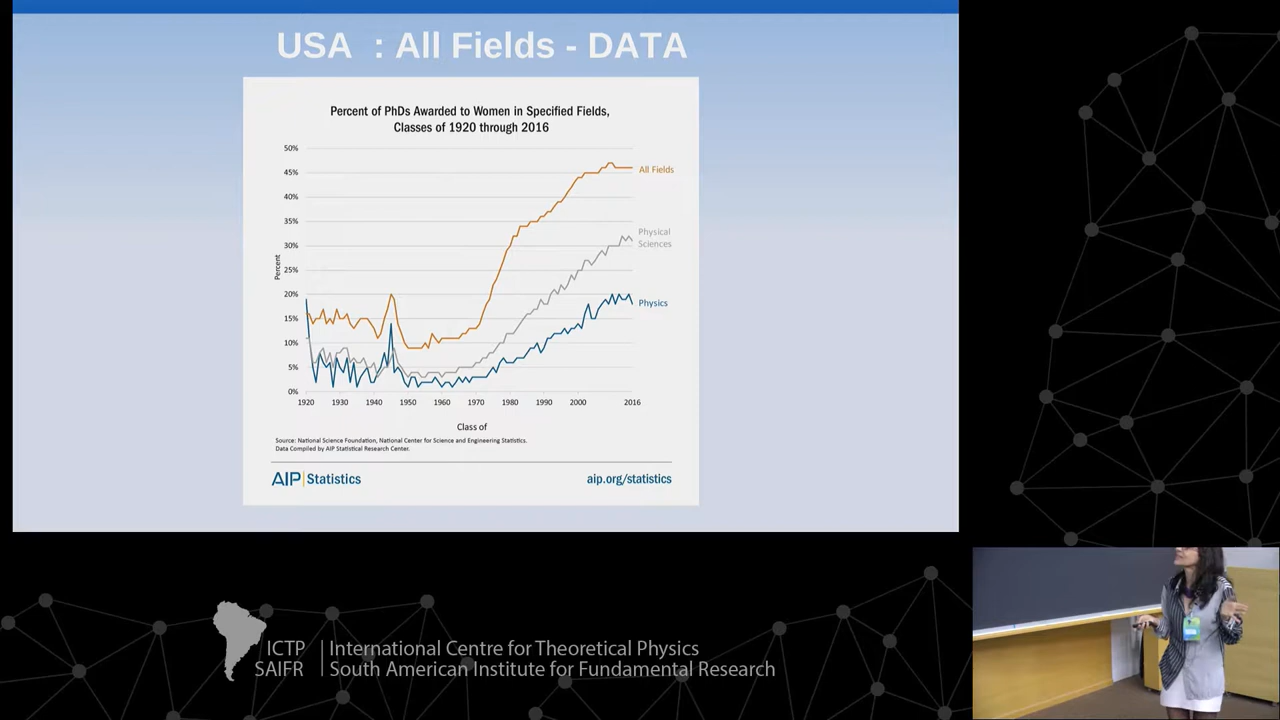 USA : All Fields - DATA
Percent of PhDs Awarded to Women in Specified Fields,
Classes of 1920 through 2016
50%
45%
40%
35%
30%
25%
20%
15%
10%
5%
0%
Percent
All Fields
Physical
Sciences
Physics
1920 1930 1940 1950 1960 1970 1980 1990 2000 2016
Class of
Source: National Science Foundation, National Center for Science and Engineering Statistics.
Data Compiled by AIP Statistical Research Center.
AIP Statistics
aip.org/statistics
ICTP International Centre for Theoretical Physics
SAIFR South American Institute for Fundamental Research